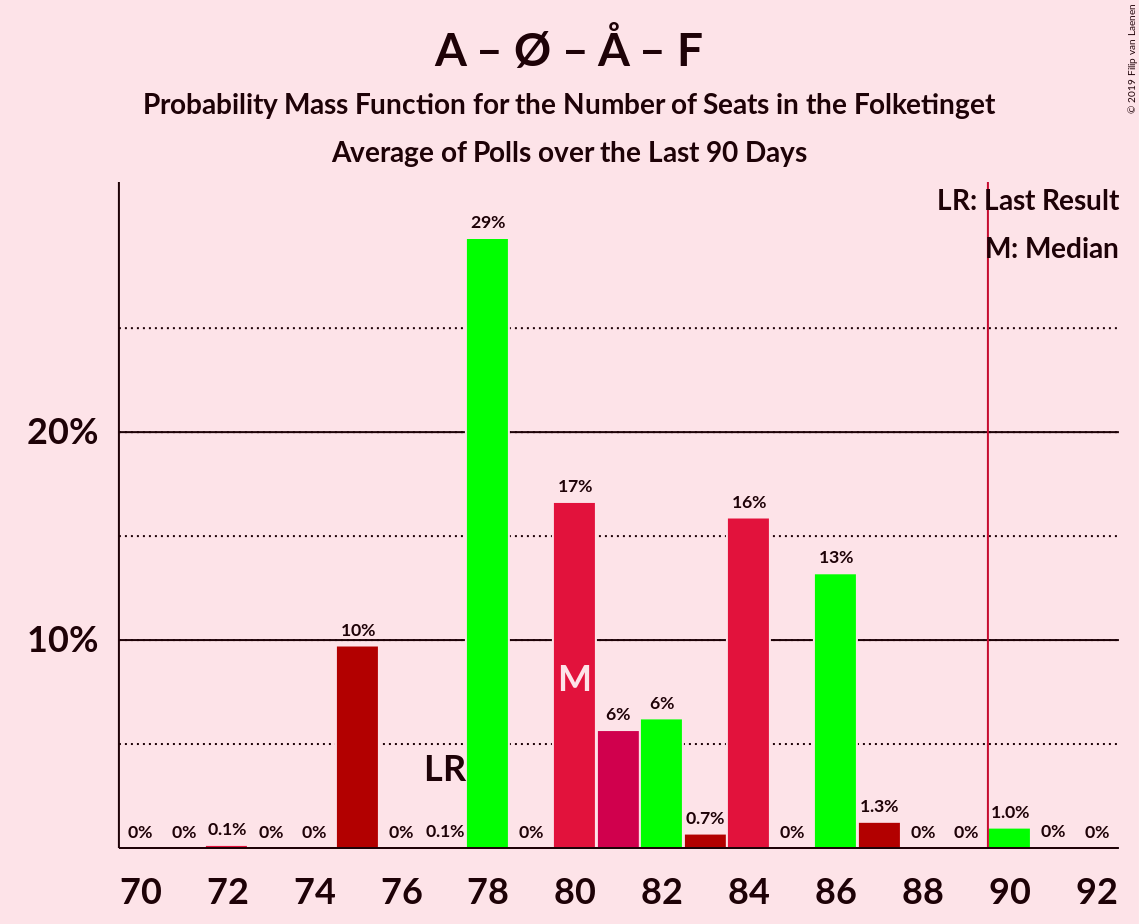 A – Ø – Å – F
Probability Mass Function for the Number of Seats in the Folketinget
Average of Polls over the Last 90 Days
© 2019 Filip van Laenen
LR: Last Result
M: Median
20%
10%
0%
0%
0.1%
0%
0%
10%
0%
0.1%
29%
0%
17%
6%
6%
0.7%
16%
0%
13%
1.3%
0%
0%
1.0%
0%
0%
LR
M
70 72 74 76 78 80 82 84 86 88 90 92